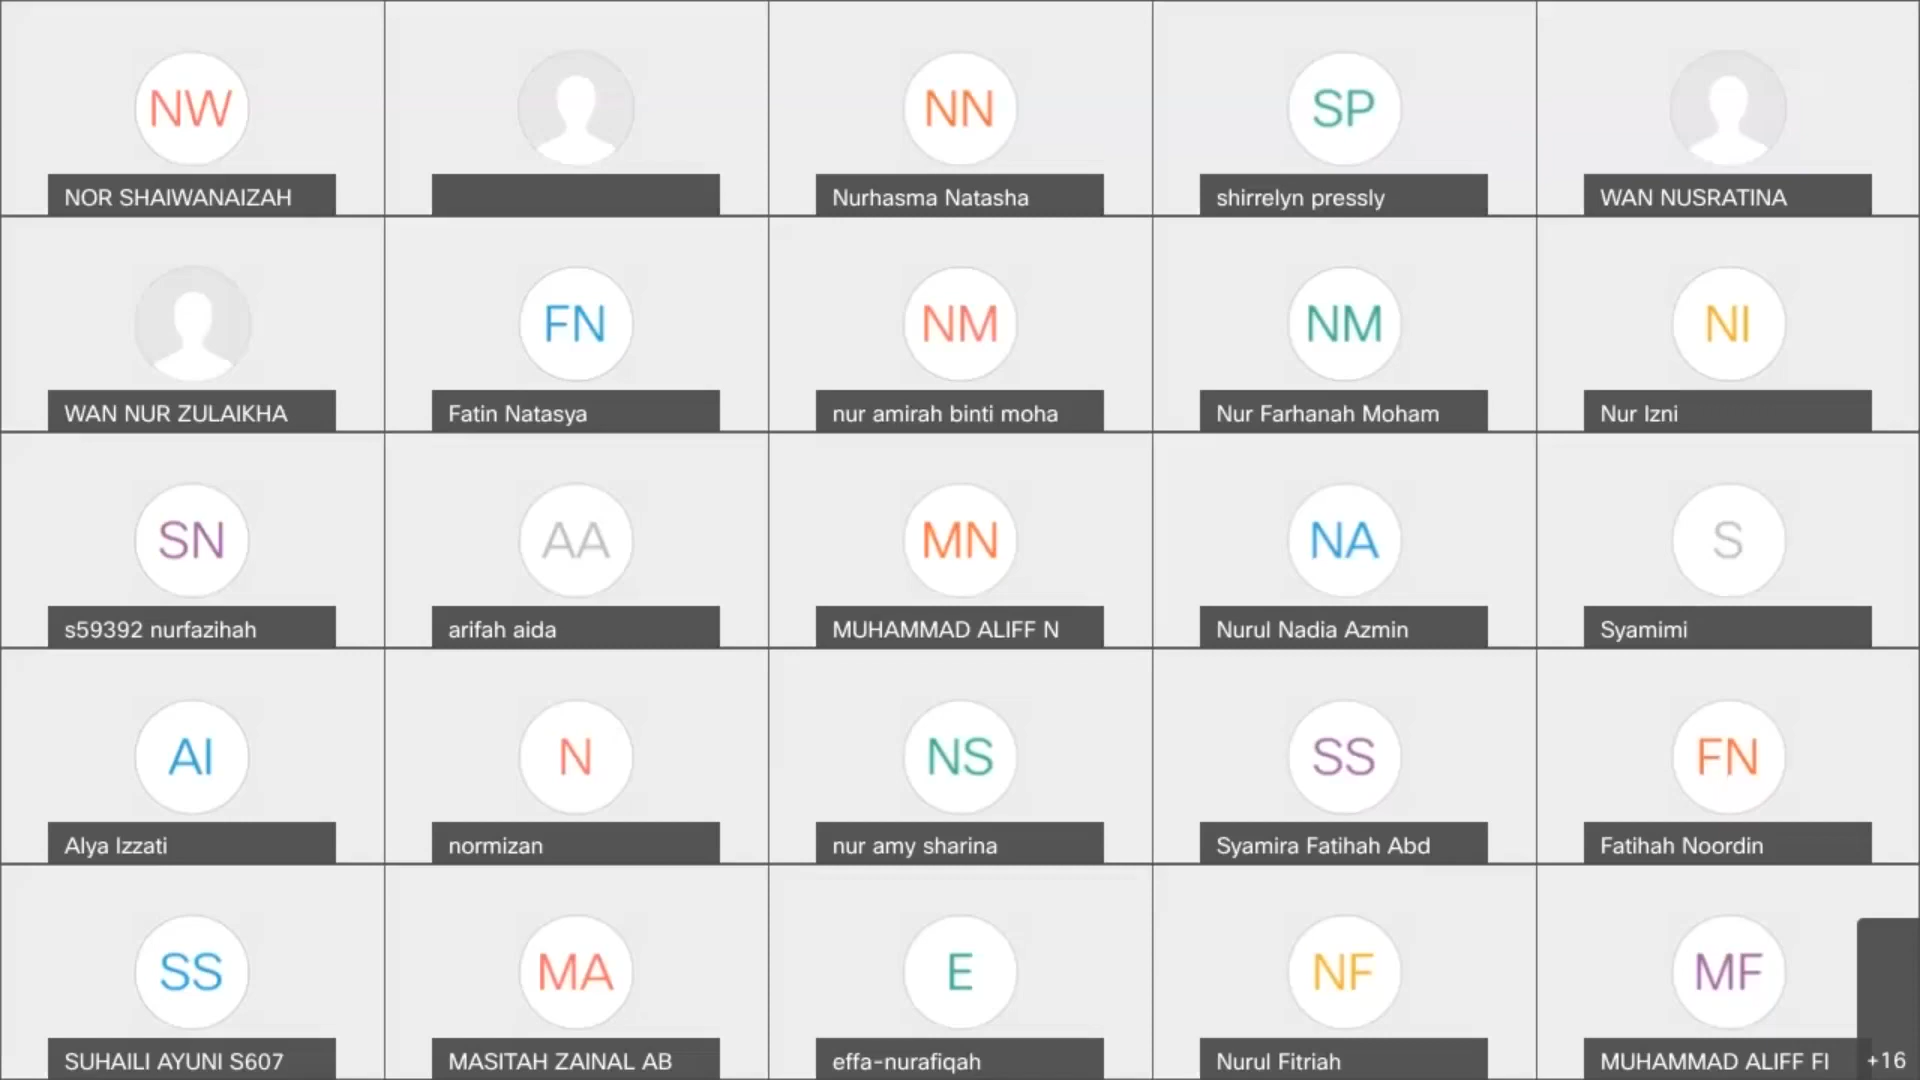 NW
NOR SHAIWANAIZAH
NN
Nurhasma Natasha
SP
shirrelyn pressly
WAN NUSRATINA
WAN NUR ZULAIKHA
FN
Fatin Natasya
NM
nur amirah binti moha
NM
Nur Farhanah Moham
NI
Nur Izni
SN
s59392 nurfazihah
AA
arifah aida
MN
MUHAMMAD ALIFF N
NA
Nurul Nadia Azmin
S
Syamimi
AI
Alya Izzati
N
normizan
NS
nur amy sharina
SS
Syamira Fatihah Abd
FN
Fatihah Noordin
SS
SUHAILI AYUNI S607
MA
MASITAH ZAINAL AB
E
effa-nurafiqah
NF
Nurul Fitriah
MF
MUHAMMAD ALIFF FI
+16